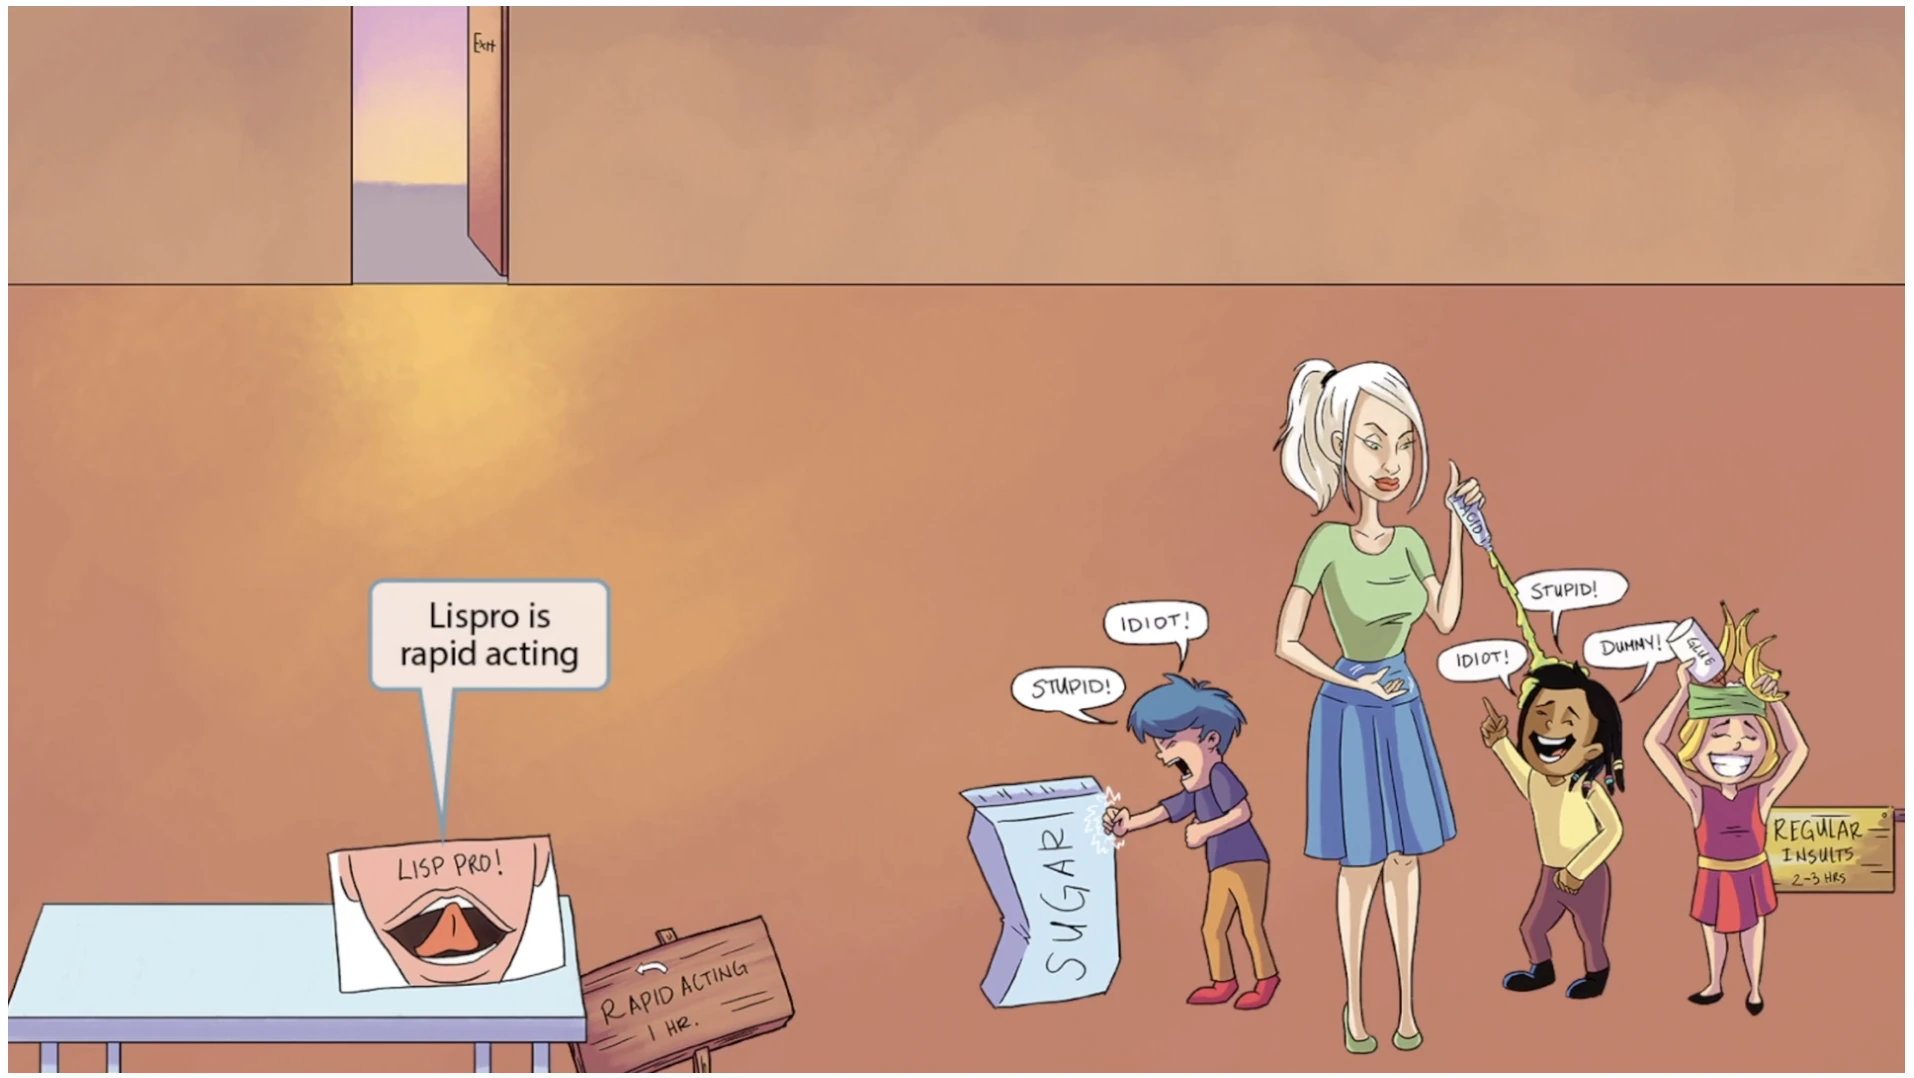 Exit
Lispro is
rapid acting
LISP PRO!
RAPID ACTING
1 HR.
STUPID!
IDIOT!
SUGAR
ACID
STUPID!
IDIOT!
DUMMY!
GLUE
REGULAR
INSULTS
2-3 HRS